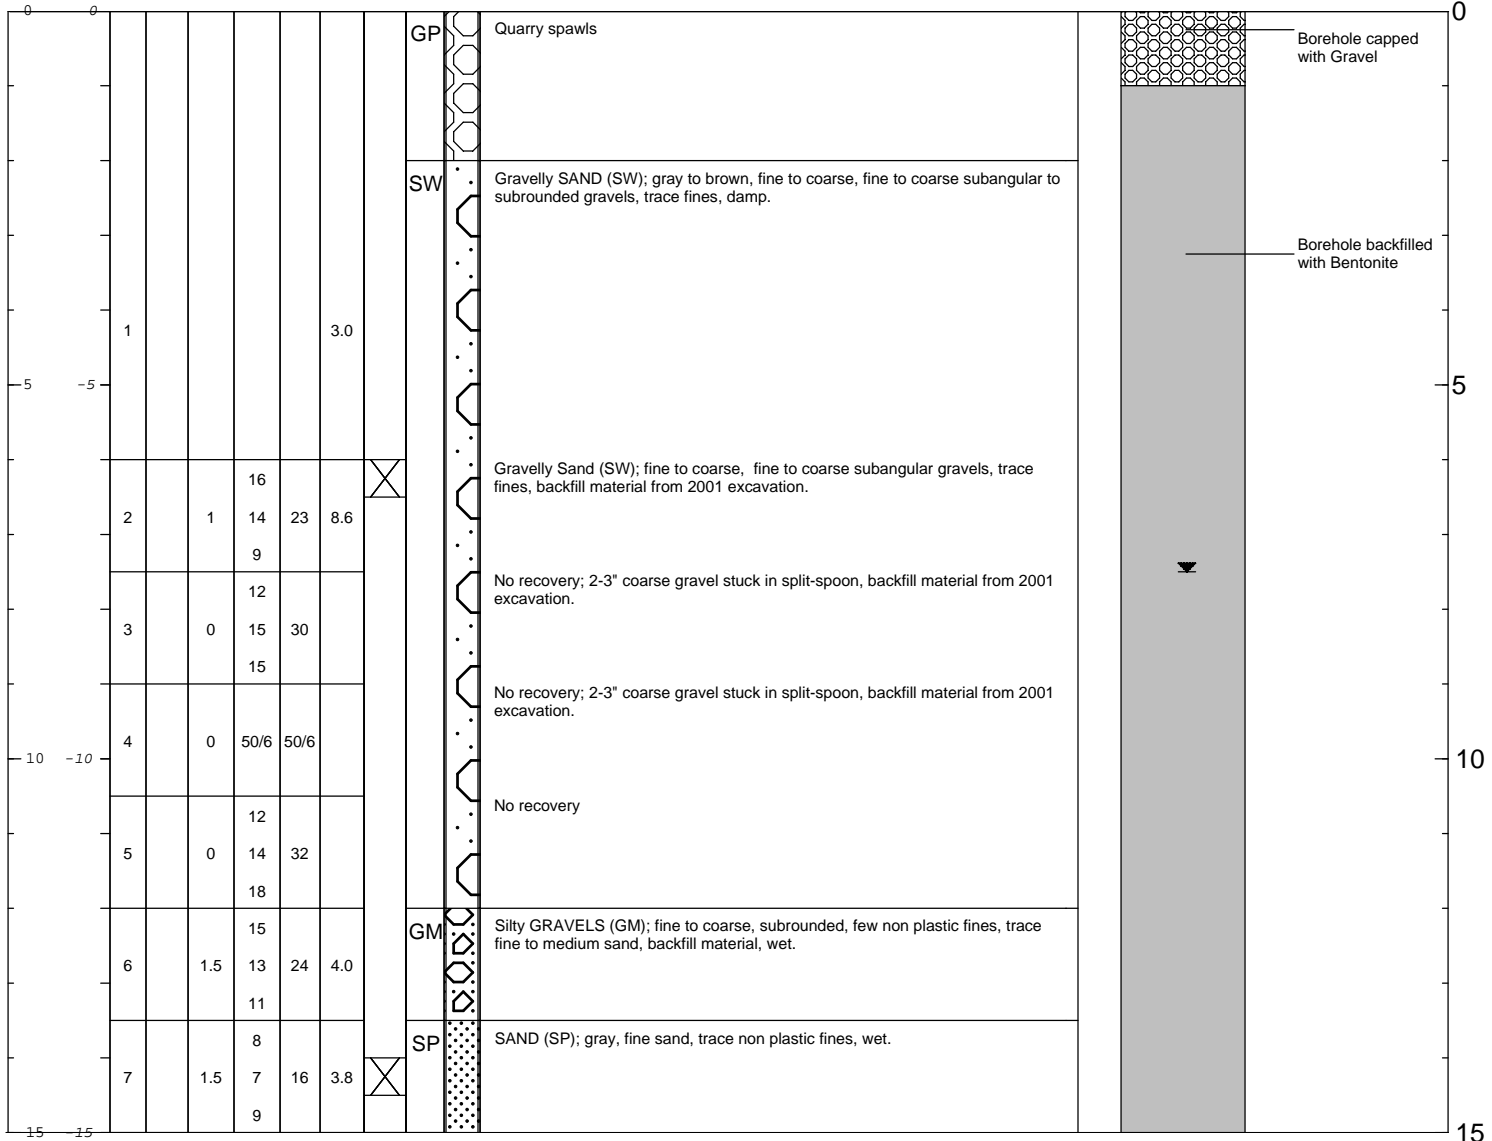 0 0 0
GP Quarry spawls
Borehole capped
with Gravel
SW Gravelly SAND (SW); gray to brown, fine to coarse, fine to coarse subangular to
subrounded gravels, trace fines, damp.
Borehole backfilled
with Bentonite
1 3.0
5 -5 5
Gravelly Sand (SW); fine to coarse, fine to coarse subangular gravels, trace
fines, backfill material from 2001 excavation.
16
2 1 14 23 8.6
9
No recovery; 2-3" coarse gravel stuck in split-spoon, backfill material from 2001
excavation.
12
3 0 15 30
15
No recovery; 2-3" coarse gravel stuck in split-spoon, backfill material from 2001
excavation.
4 0 50/6 50/6
10 -10 10
No recovery
12
5 0 14 32
18
GM Silty GRAVELS (GM); fine to coarse, subrounded, few non plastic fines, trace
fine to medium sand, backfill material, wet.
15
6 1.5 13 24 4.0
11
SP SAND (SP); gray, fine sand, trace non plastic fines, wet.
8
7 1.5 7 16 3.8
9
15 -15 15